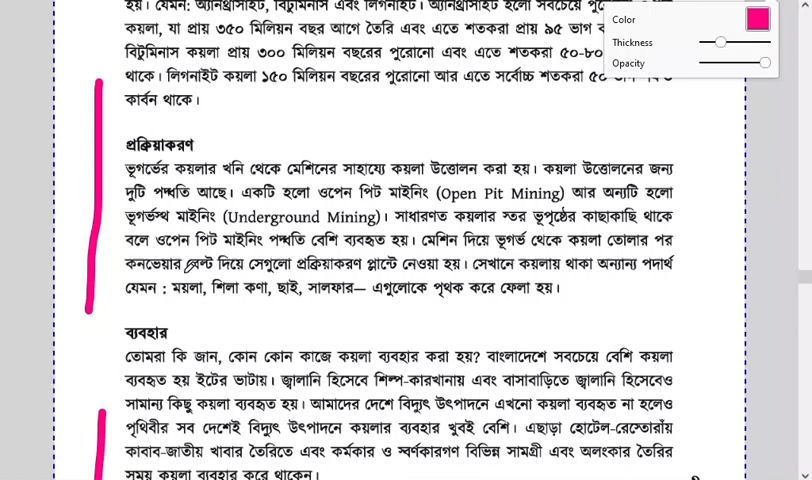 হয়। যেমন: অ্যানথ্রাসাইট, বিটুমিনাস এবং লিগনাইট। অ্যানথ্রাসাইট হলো সবচেয়ে
কয়লা, যা প্রায় ৩৫০ মিলিয়ন বছর আগে তৈরি এবং এতে শতকরা প্রায় ৯৫ ভাগ
বিটুমিনাস কয়লা প্রায় ৩০০ মিলিয়ন বছরের পুরোনো এবং এতে শতকরা ৫০-৮০
থাকে। লিগনাইট কয়লা ১৫০ মিলিয়ন বছরের পুরোনো আর এতে সর্বোচ্চ শতকরা ৫০
কার্বন থাকে।
Color
Thickness
Opacity
প্রক্রিয়াকরণ
ভূগর্ভের কয়লার খনি থেকে মেশিনের সাহায্যে কয়লা উত্তোলন করা হয়। কয়লা উত্তোলনের জন্য
দুটি পদ্ধতি আছে। একটি হলো ওপেন পিট মাইনিং (Open Pit Mining) আর অন্যটি হলো
ভূগর্ভস্থ মাইনিং (Underground Mining)। সাধারণত কয়লার স্তর ভূপৃষ্ঠের কাছাকাছি থাকে
বলে ওপেন পিট মাইনিং পদ্ধতি বেশি ব্যবহৃত হয়। মেশিন দিয়ে ভূগর্ভ থেকে কয়লা তোলার পর
কনভেয়ার বেল্ট দিয়ে সেগুলো প্রক্রিয়াকরণ প্লান্টে নেওয়া হয়। সেখানে কয়লায় থাকা অন্যান্য পদার্থ
যেমন : ময়লা, শিলা কণা, ছাই, সালফার— এগুলোকে পৃথক করে ফেলা হয়।
ব্যবহার
তোমরা কি জান, কোন কোন কাজে কয়লা ব্যবহার করা হয়? বাংলাদেশে সবচেয়ে বেশি কয়লা
ব্যবহৃত হয় ইটের ভাটায়। জ্বালানি হিসেবে শিল্প-কারখানায় এবং বাসাবাড়িতে জ্বালানি হিসেবেও
সামান্য কিছু কয়লা ব্যবহৃত হয়। আমাদের দেশে বিদ্যুৎ উৎপাদনে এখনো কয়লা ব্যবহৃত না হলেও
পৃথিবীর সব দেশেই বিদ্যুৎ উৎপাদনে কয়লার ব্যবহার খুবই বেশি। এছাড়া হোটেল-রেস্তোরাঁয়
কাবাব-জাতীয় খাবার তৈরিতে এবং কর্মকার ও স্বর্ণকারগণ বিভিন্ন সামগ্রী এবং অলংকার তৈরির
সময় কয়লা ব্যবহার করে থাকেন।